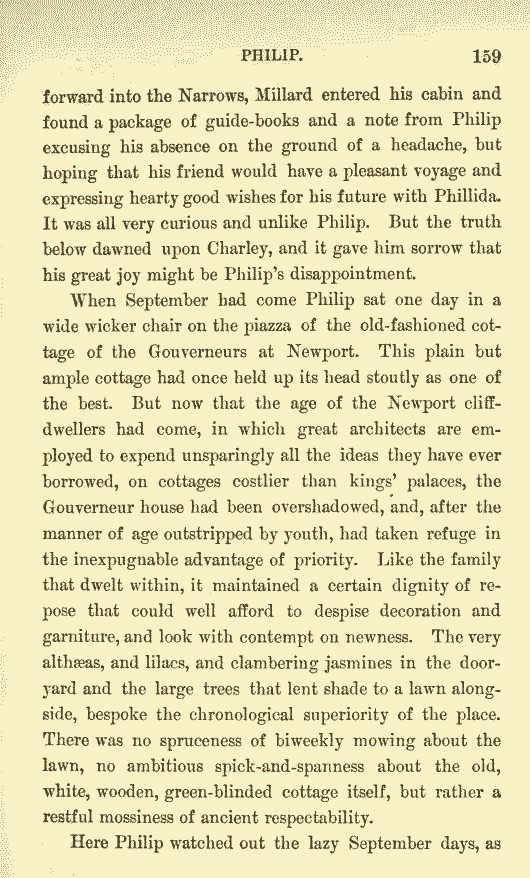 PHILIP. 159
forward into the Narrows, Millard entered his cabin and
found a package of guide-books and a note from Philip
excusing his absence on the ground of a headache, but
hoping that his friend would have a pleasant voyage and
expressing hearty good wishes for his future with Phillida.
It was all very curious and unlike Philip. But the truth
below dawned upon Charley, and it gave him sorrow that
his great joy might be Philip's disappointment.
When September had come Philip sat one day in a
wide wicker chair on the piazza of the old-fashioned cot-
tage of the Gouverneurs at Newport. This plain but
ample cottage had once held up its head stoutly as one of
the best. But now that the age of the Newport cliff-
dwellers had come, in which great architects are em-
ployed to expend unsparingly all the ideas they have ever
borrowed, on cottages costlier than kings' palaces, the
Gouverneur house had been overshadowed, and, after the
manner of age outstripped by youth, had taken refuge in
the inexpugnable advantage of priority. Like the family
that dwelt within, it maintained a certain dignity of re-
pose that could well afford to despise decoration and
garniture, and look with contempt on newness. The very
althæas, and lilacs, and clambering jasmines in the door-
yard and the large trees that lent shade to a lawn along-
side, bespoke the chronological superiority of the place.
There was no spruceness of biweekly mowing about the
lawn, no ambitious spick-and-spanness about the old,
white, wooden, green-blinded cottage itself, but rather a
restful mossiness of ancient respectability.
Here Philip watched out the lazy September days, as